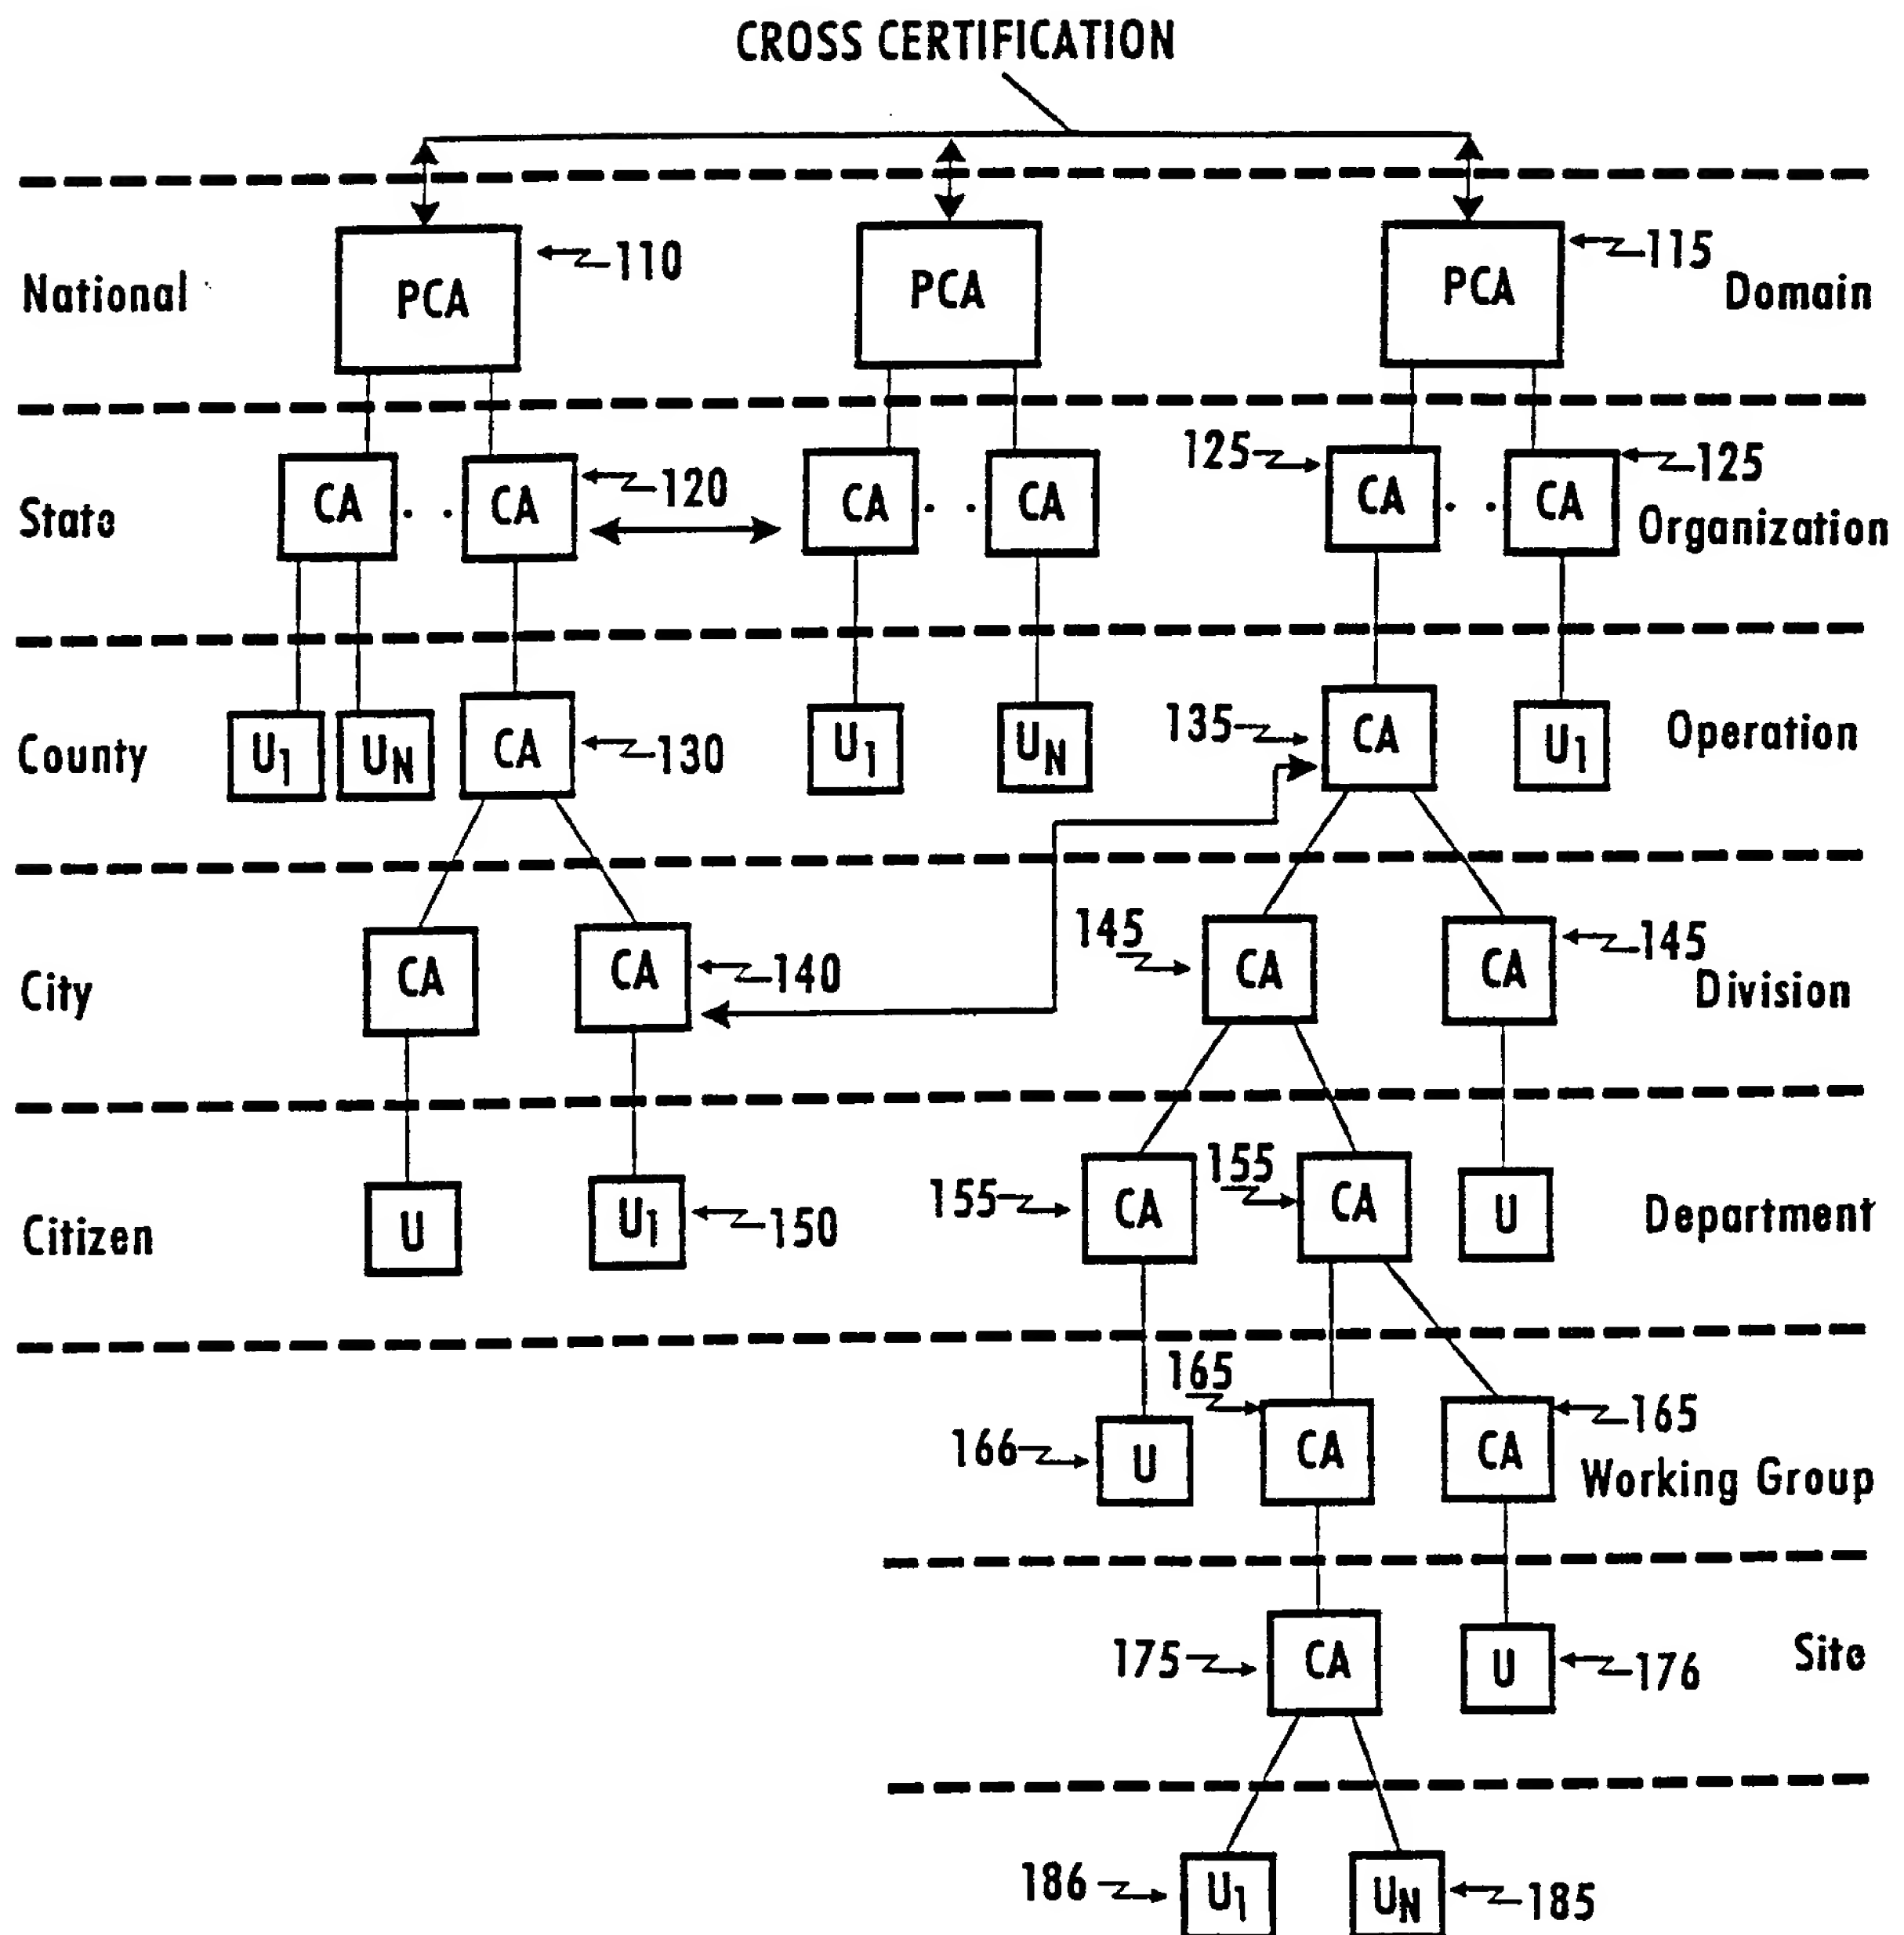 CROSS CERTIFICATION
National PCA 110 PCA PCA 115 Domain
State CA . . CA 120 CA . . CA 125 CA . . CA 125 Organization
County U1 UN CA 130 U1 UN 135 CA U1 Operation
City CA CA 140 145 CA CA 145 Division
Citizen U U1 150 155 CA 155 CA U Department
166 U 165 CA CA 165 Working Group
175 CA U 176 Site
186 U1 UN 185